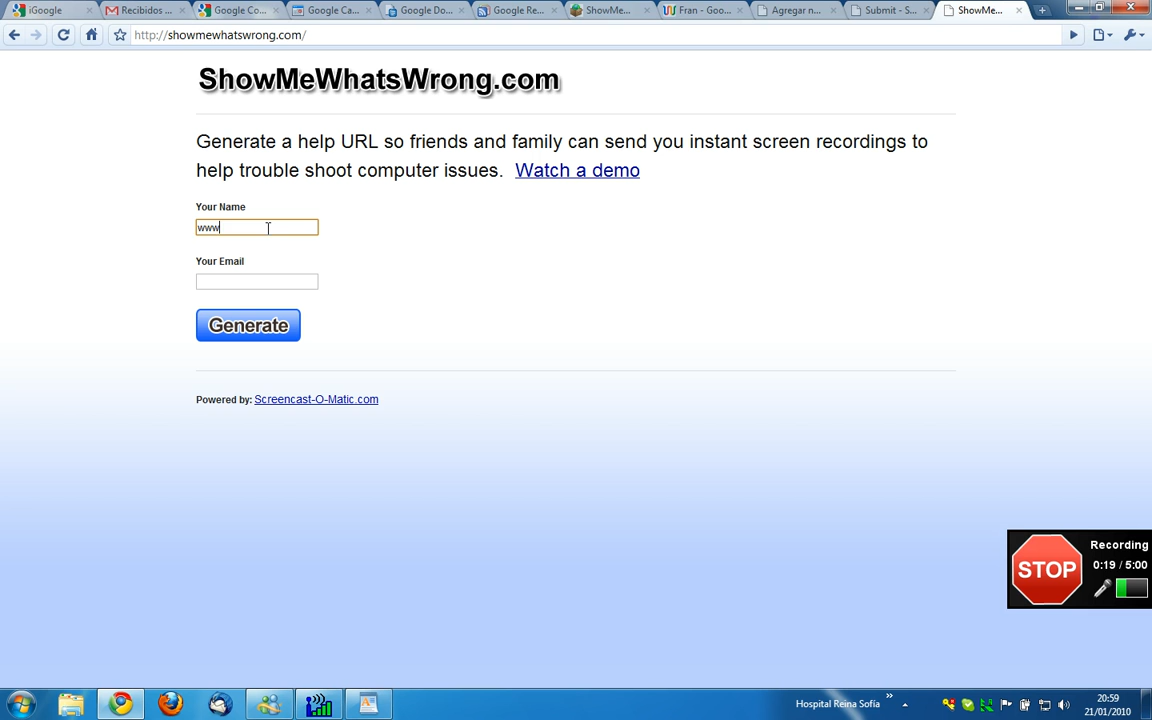 iGoogle
Recibidos ...
Google Co...
Google Ca...
Google Do...
Google Re...
ShowMe...
Fran - Goo...
Agregar n...
Submit - S...
ShowMe...
http://showmewhatswrong.com/
ShowMeWhatsWrong.com
Generate a help URL so friends and family can send you instant screen recordings to
help trouble shoot computer issues. Watch a demo
Your Name
www
Your Email
Generate
Powered by: Screencast-O-Matic.com
STOP
Recording
0:19 / 5:00
Hospital Reina Sofía
20:59
21/01/2010